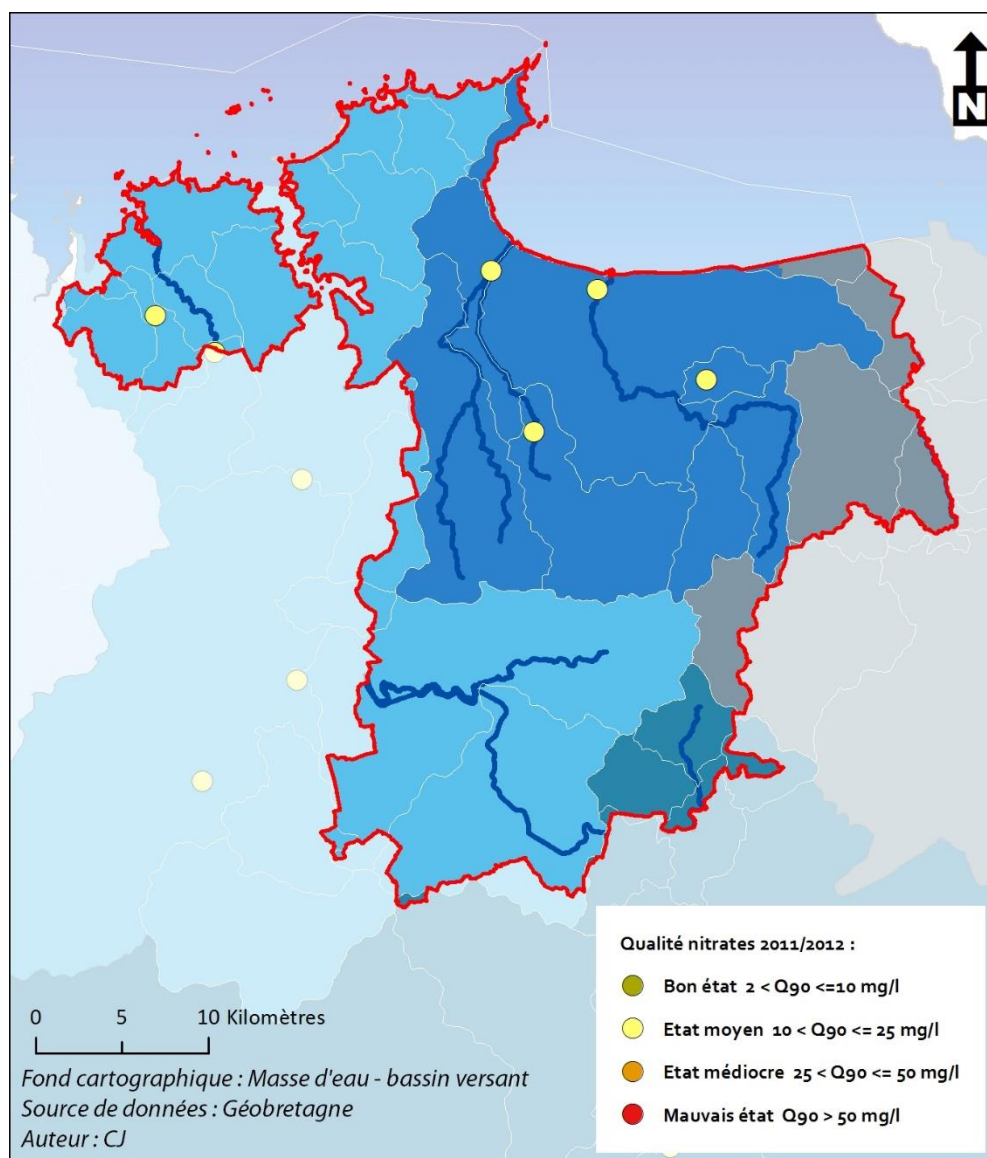 N
Qualité nitrates 2011/2012 :
Bon état 2 < Q90 <=10 mg/l
Etat moyen 10 < Q90 <= 25 mg/l
Etat médiocre 25 < Q90 <= 50 mg/l
Mauvais état Q90 > 50 mg/l
0 5 10 Kilomètres
Fond cartographique : Masse d'eau - bassin versant
Source de données : Géobretagne
Auteur : CJ